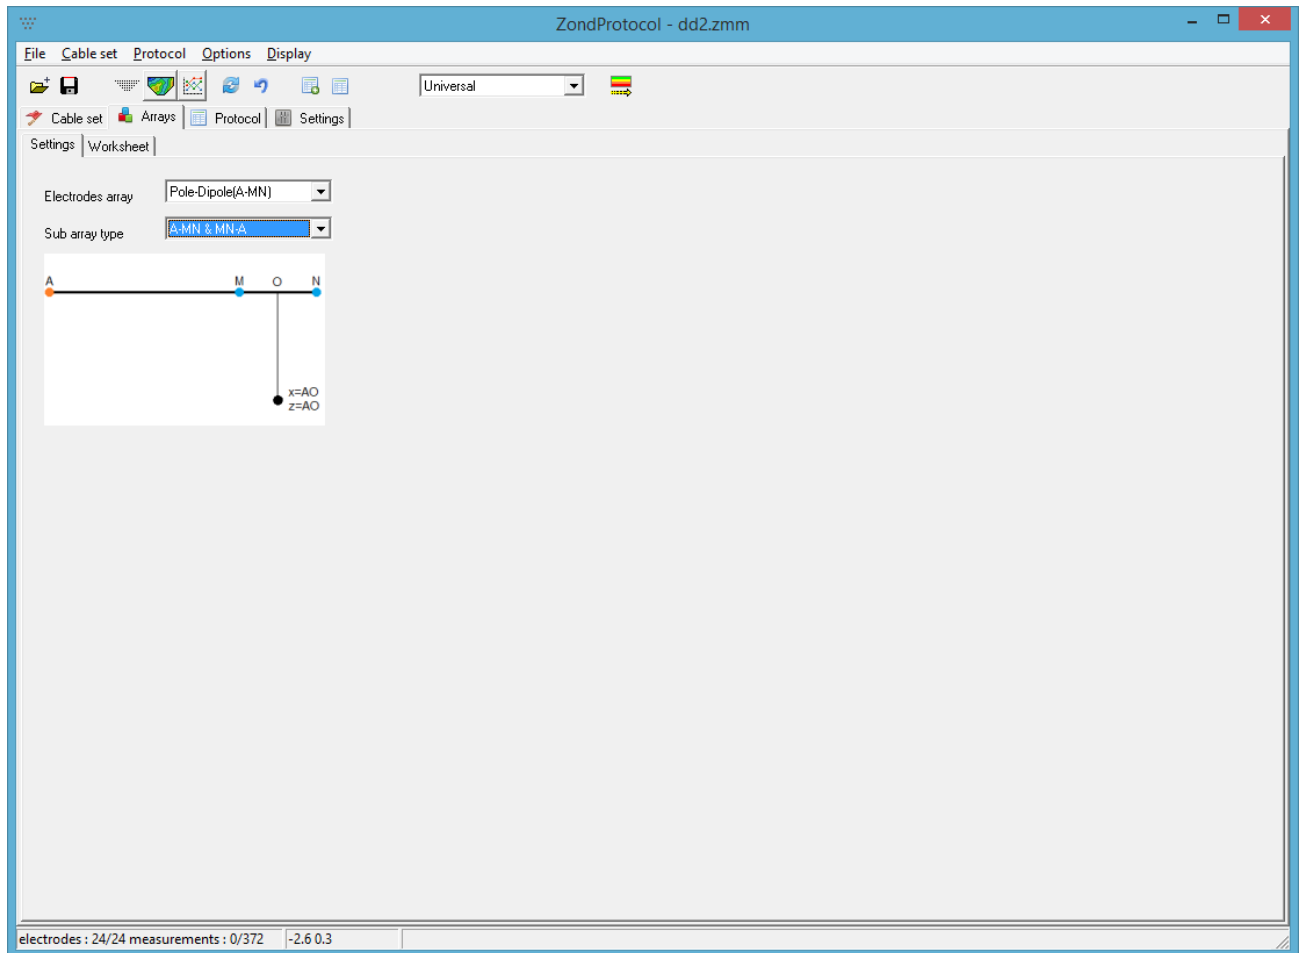 ZondProtocol - dd2.zmm
File Cable set Protocol Options Display
Universal
Cable set Arrays Protocol Settings
Settings Worksheet
Electrodes array Pole-Dipole(A-MN)
Sub array type A-MN & MN-A
A M O N
x=AO
z=AO
electrodes : 24/24 measurements : 0/372 -2.6 0.3